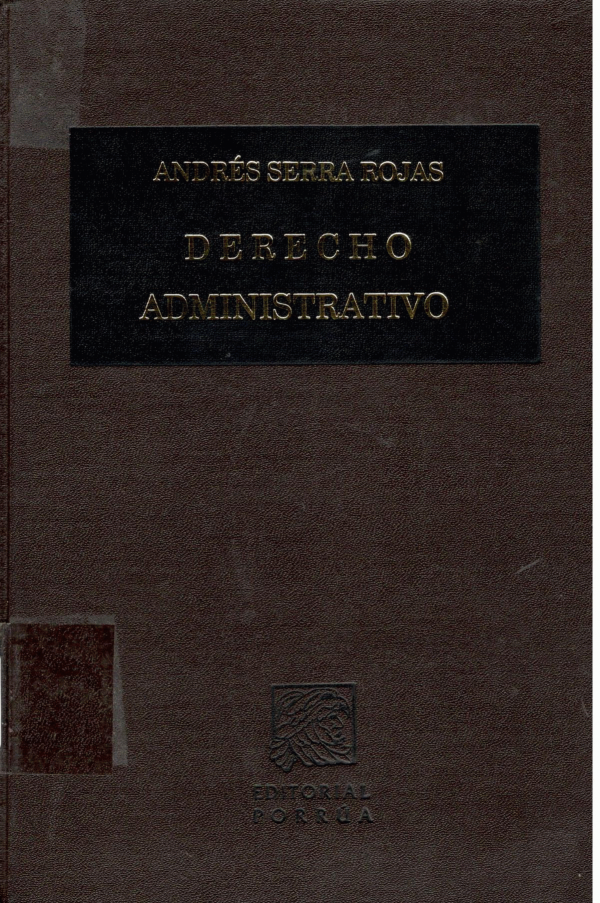 ANDRÉS SERRA ROJAS
DERECHO
ADMINISTRATIVO
EDITORIAL
PORRÚA